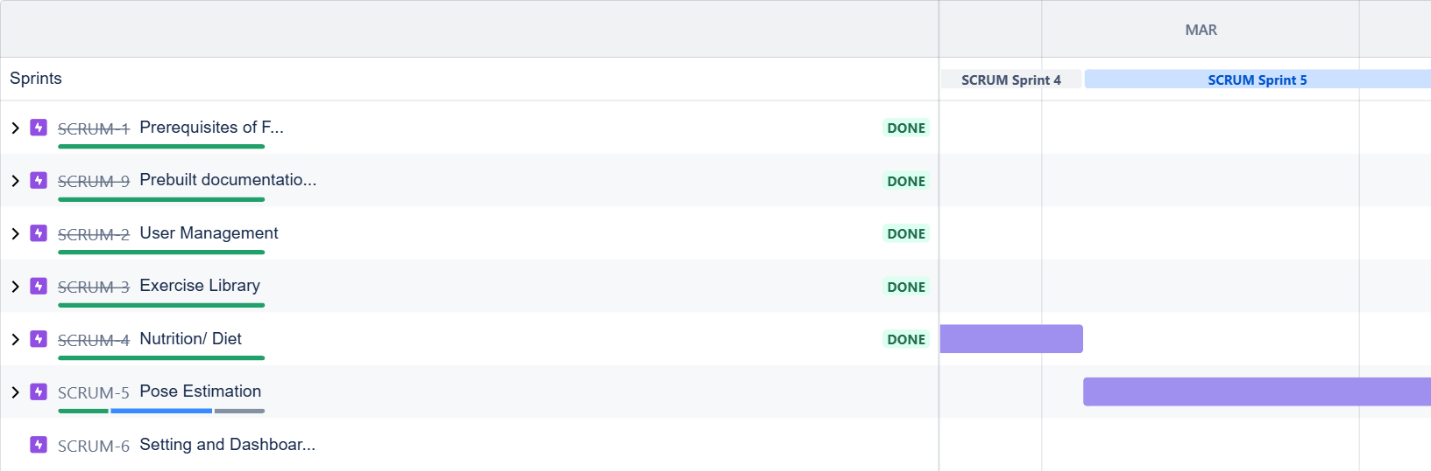 MAR
Sprints
SCRUM Sprint 4 SCRUM Sprint 5
SCRUM-1 Prerequisites of F... DONE
SCRUM-9 Prebuilt documentatio... DONE
SCRUM-2 User Management DONE
SCRUM-3 Exercise Library DONE
SCRUM-4 Nutrition/ Diet DONE
SCRUM-5 Pose Estimation
SCRUM-6 Setting and Dashboar...